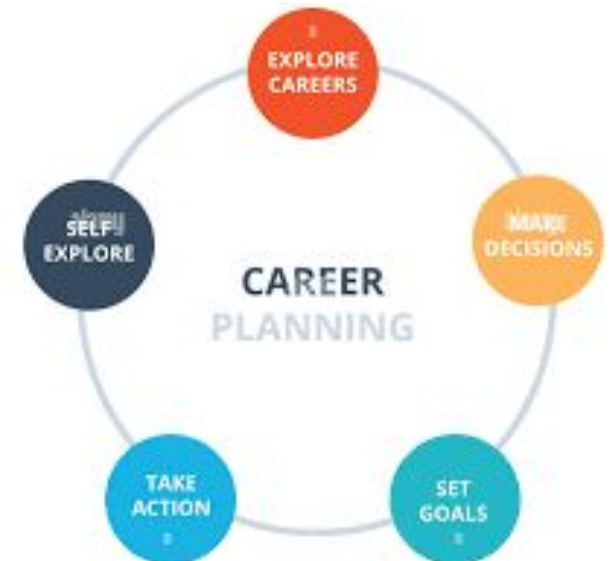 EXPLORE
CAREERS
MAKE
DECISIONS
SELF
EXPLORE
CAREER
PLANNING
TAKE
ACTION
SET
GOALS